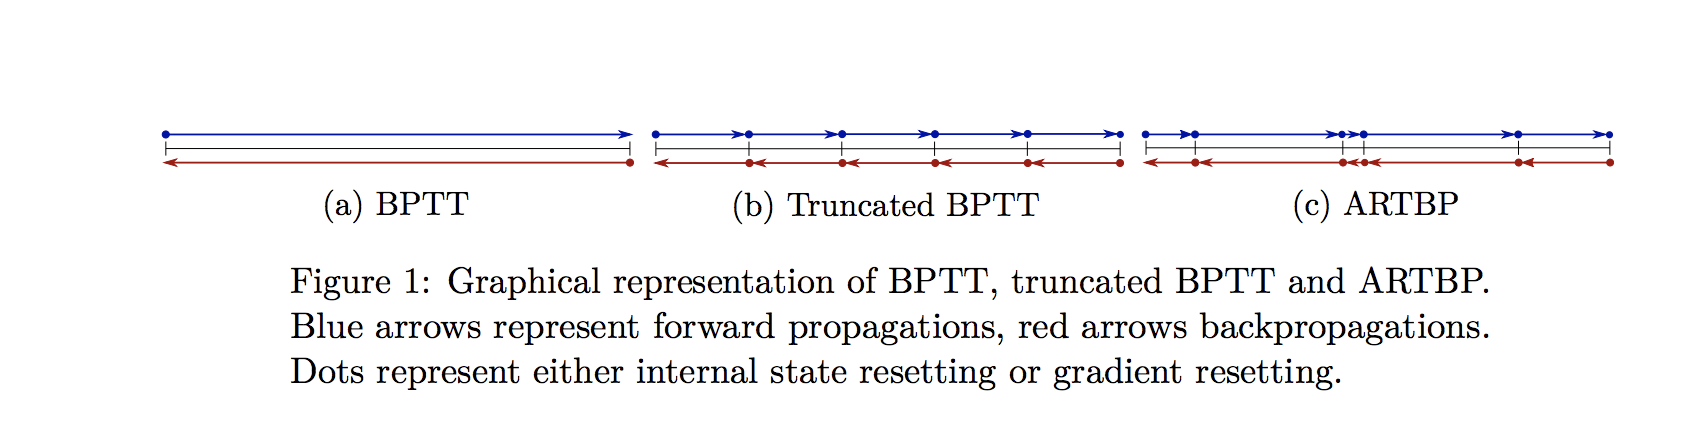 (a) BPTT
(b) Truncated BPTT
(c) ARTBP
Figure 1: Graphical representation of BPTT, truncated BPTT and ARTBP.
Blue arrows represent forward propagations, red arrows backpropagations.
Dots represent either internal state resetting or gradient resetting.